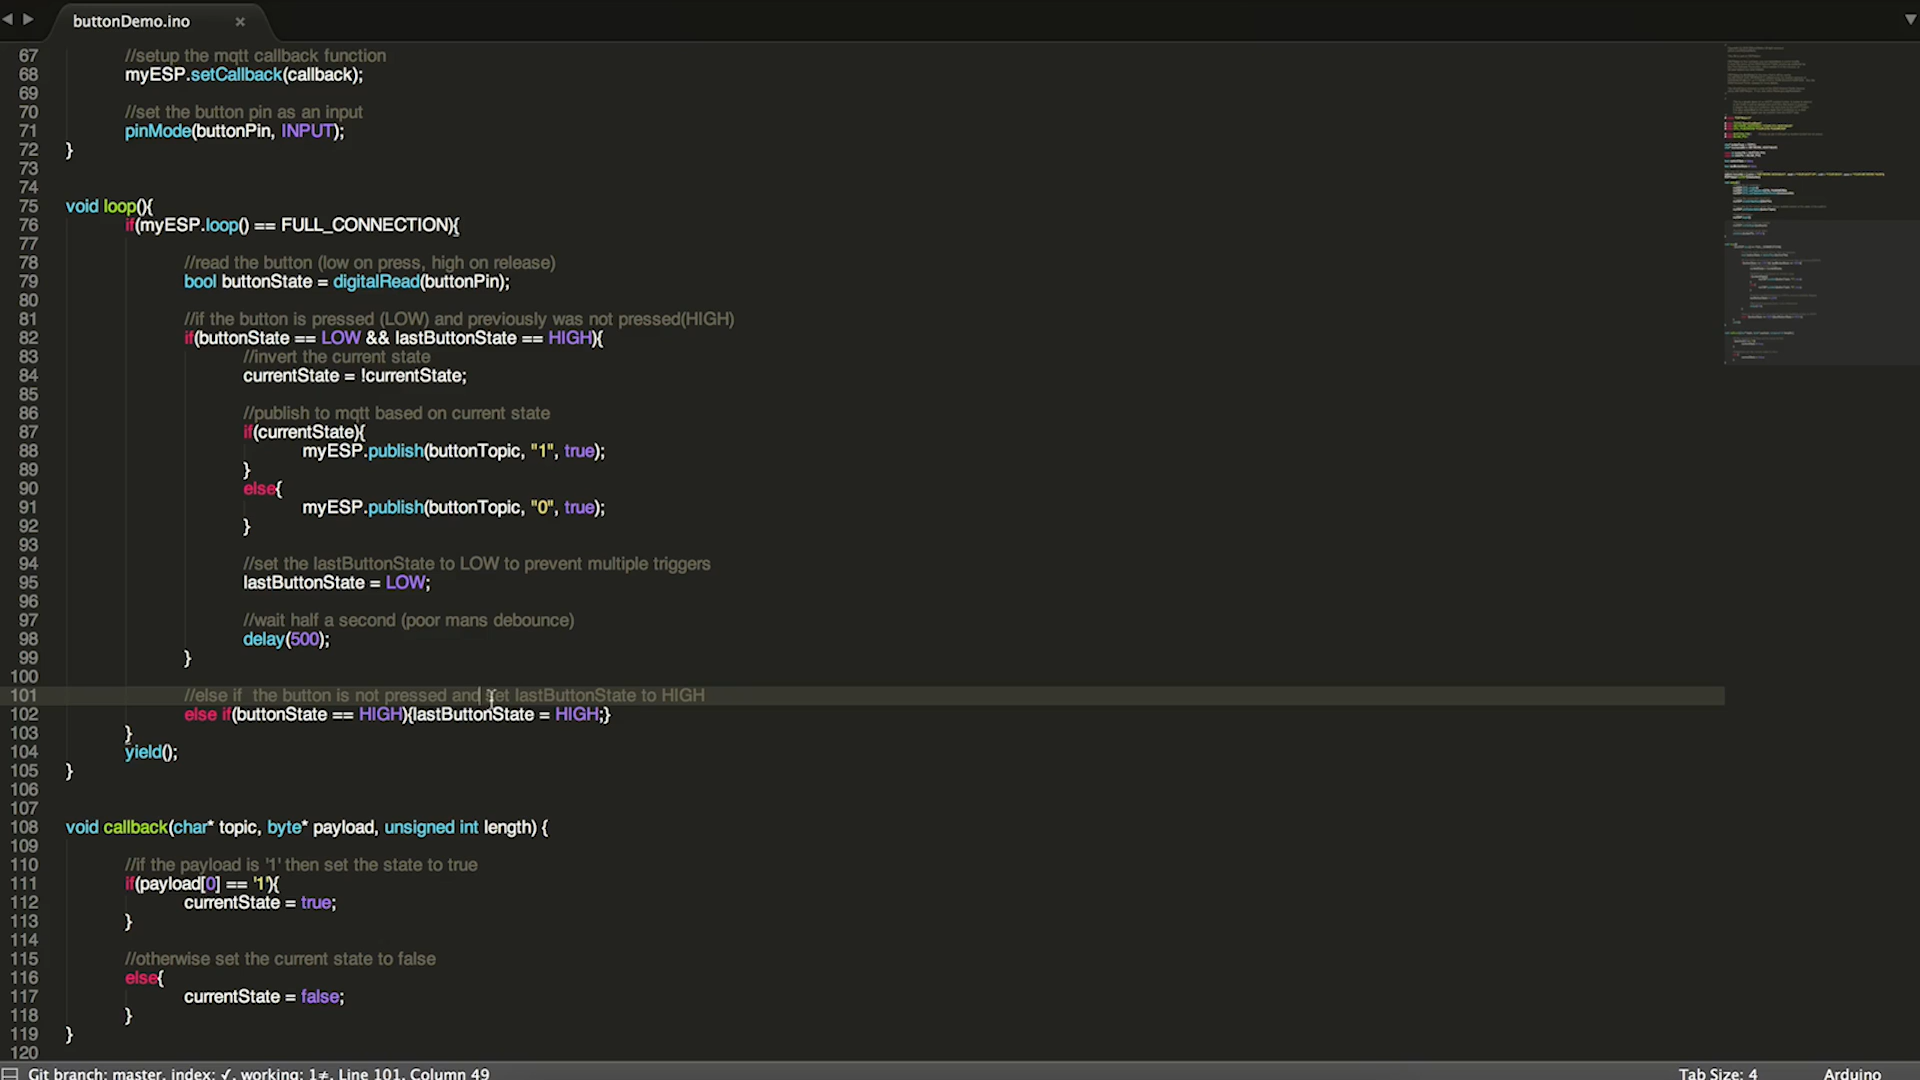 buttonDemo.ino ×
67 //setup the mqtt callback function
68 myESP.setCallback(callback);
69
70 //set the button pin as an input
71 pinMode(buttonPin, INPUT);
72 }
73
74
75 void loop(){
76 if(myESP.loop() == FULL_CONNECTION){
77
78 //read the button (low on press, high on release)
79 bool buttonState = digitalRead(buttonPin);
80
81 //if the button is pressed (LOW) and previously was not pressed(HIGH)
82 if(buttonState == LOW && lastButtonState == HIGH){
83 //invert the current state
84 currentState = !currentState;
85
86 //publish to mqtt based on current state
87 if(currentState){
88 myESP.publish(buttonTopic, "1", true);
89 }
90 else{
91 myESP.publish(buttonTopic, "0", true);
92 }
93
94 //set the lastButtonState to LOW to prevent multiple triggers
95 lastButtonState = LOW;
96
97 //wait half a second (poor mans debounce)
98 delay(500);
99 }
100
101 //else if  the button is not pressed and set lastButtonState to HIGH
102 else if(buttonState == HIGH){lastButtonState = HIGH;}
103 }
104 yield();
105 }
106
107
108 void callback(char* topic, byte* payload, unsigned int length) {
109
110 //if the payload is '1' then set the state to true
111 if(payload[0] == '1'){
112 currentState = true;
113 }
114
115 //otherwise set the current state to false
116 else{
117 currentState = false;
118 }
119 }
120
Git branch: master, index: ✓, working: 1≠, Line 101, Column 49 Tab Size: 4 Arduino